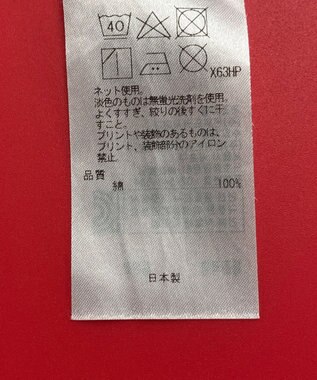 40
X63HP
ネット使用。
淡色のものは無蛍光洗剤を使用。
よくすすぎ、絞りの後すぐに干
すこと。
プリントや装飾のあるものは、
プリント、装飾部分のアイロン
禁止。
品質
綿 100%
日本製